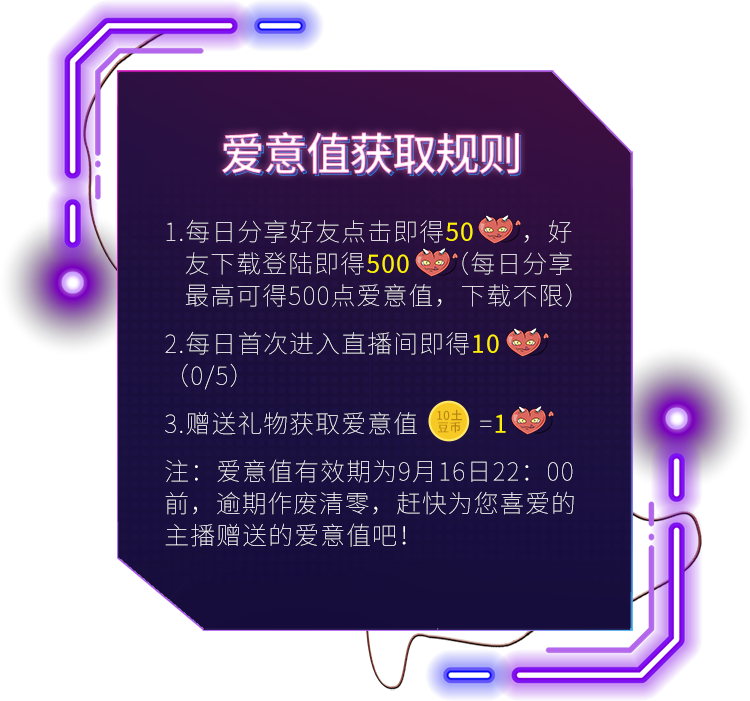 爱意值获取规则
1.每日分享好友点击即得50，好
友下载登陆即得500（每日分享
最高可得500点爱意值，下载不限）
2.每日首次进入直播间即得10
（0/5）
3.赠送礼物获取爱意值 10土豆币 =1
注：爱意值有效期为9月16日22：00
前，逾期作废清零，赶快为您喜爱的
主播赠送的爱意值吧！